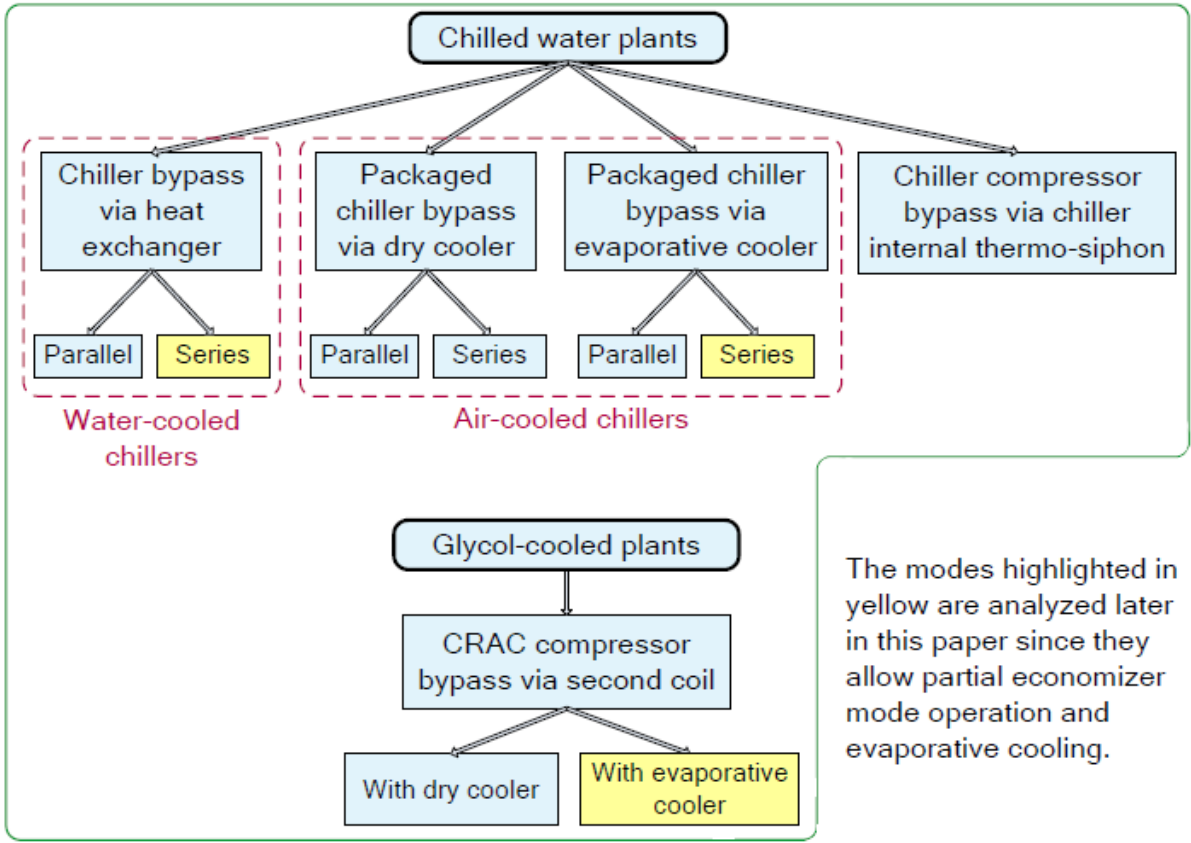 Chilled water plants
Chiller bypass
via heat
exchanger
Packaged
chiller bypass
via dry cooler
Packaged chiller
bypass via
evaporative cooler
Chiller compressor
bypass via chiller
internal thermo-siphon
Parallel
Series
Parallel
Series
Parallel
Series
Water-cooled
chillers
Air-cooled chillers
Glycol-cooled plants
CRAC compressor
bypass via second coil
With dry cooler
With evaporative
cooler
The modes highlighted in
yellow are analyzed later
in this paper since they
allow partial economizer
mode operation and
evaporative cooling.